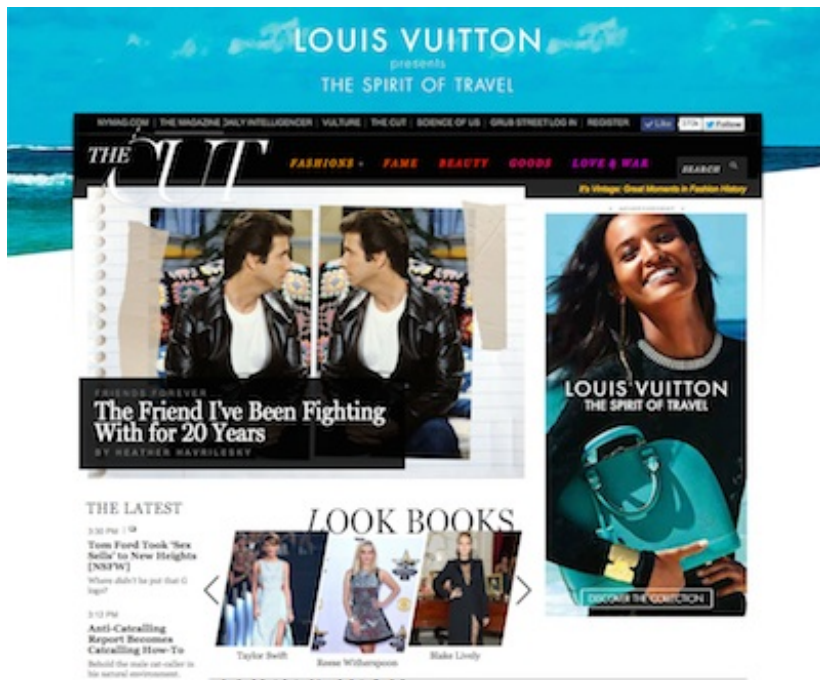 LOUIS VUITTON
presents
THE SPIRIT OF TRAVEL
NYMAG.COM | THE MAGAZINE DAILY INTELLIGENCER | VULTURE | THE CUT | SCIENCE OF US | GRUB STREET LOG IN | REGISTER Like Follow
THE CUT
FASHIONS FAME BEAUTY GOODS LOVE & WAR SEARCH
It's Vintage: Great Moments in Fashion History
ADVERTISEMENT
LOUIS VUITTON
THE SPIRIT OF TRAVEL
DISCOVER THE COLLECTION
FRIENDS FOREVER
The Friend I've Been Fighting
With for 20 Years
BY HEATHER HAVRILESKY
THE LATEST
3:30 PM
Tom Ford Took 'Sex
Sells' to New Heights
[NSFW]
Where didn't he put that G
logo?
3:13 PM
Anti-Catcalling
Report Becomes
Catcalling How-To
Behold the male cat-caller in
his natural environment.
LOOK BOOKS
Taylor Swift
Reese Witherspoon
Blake Lively